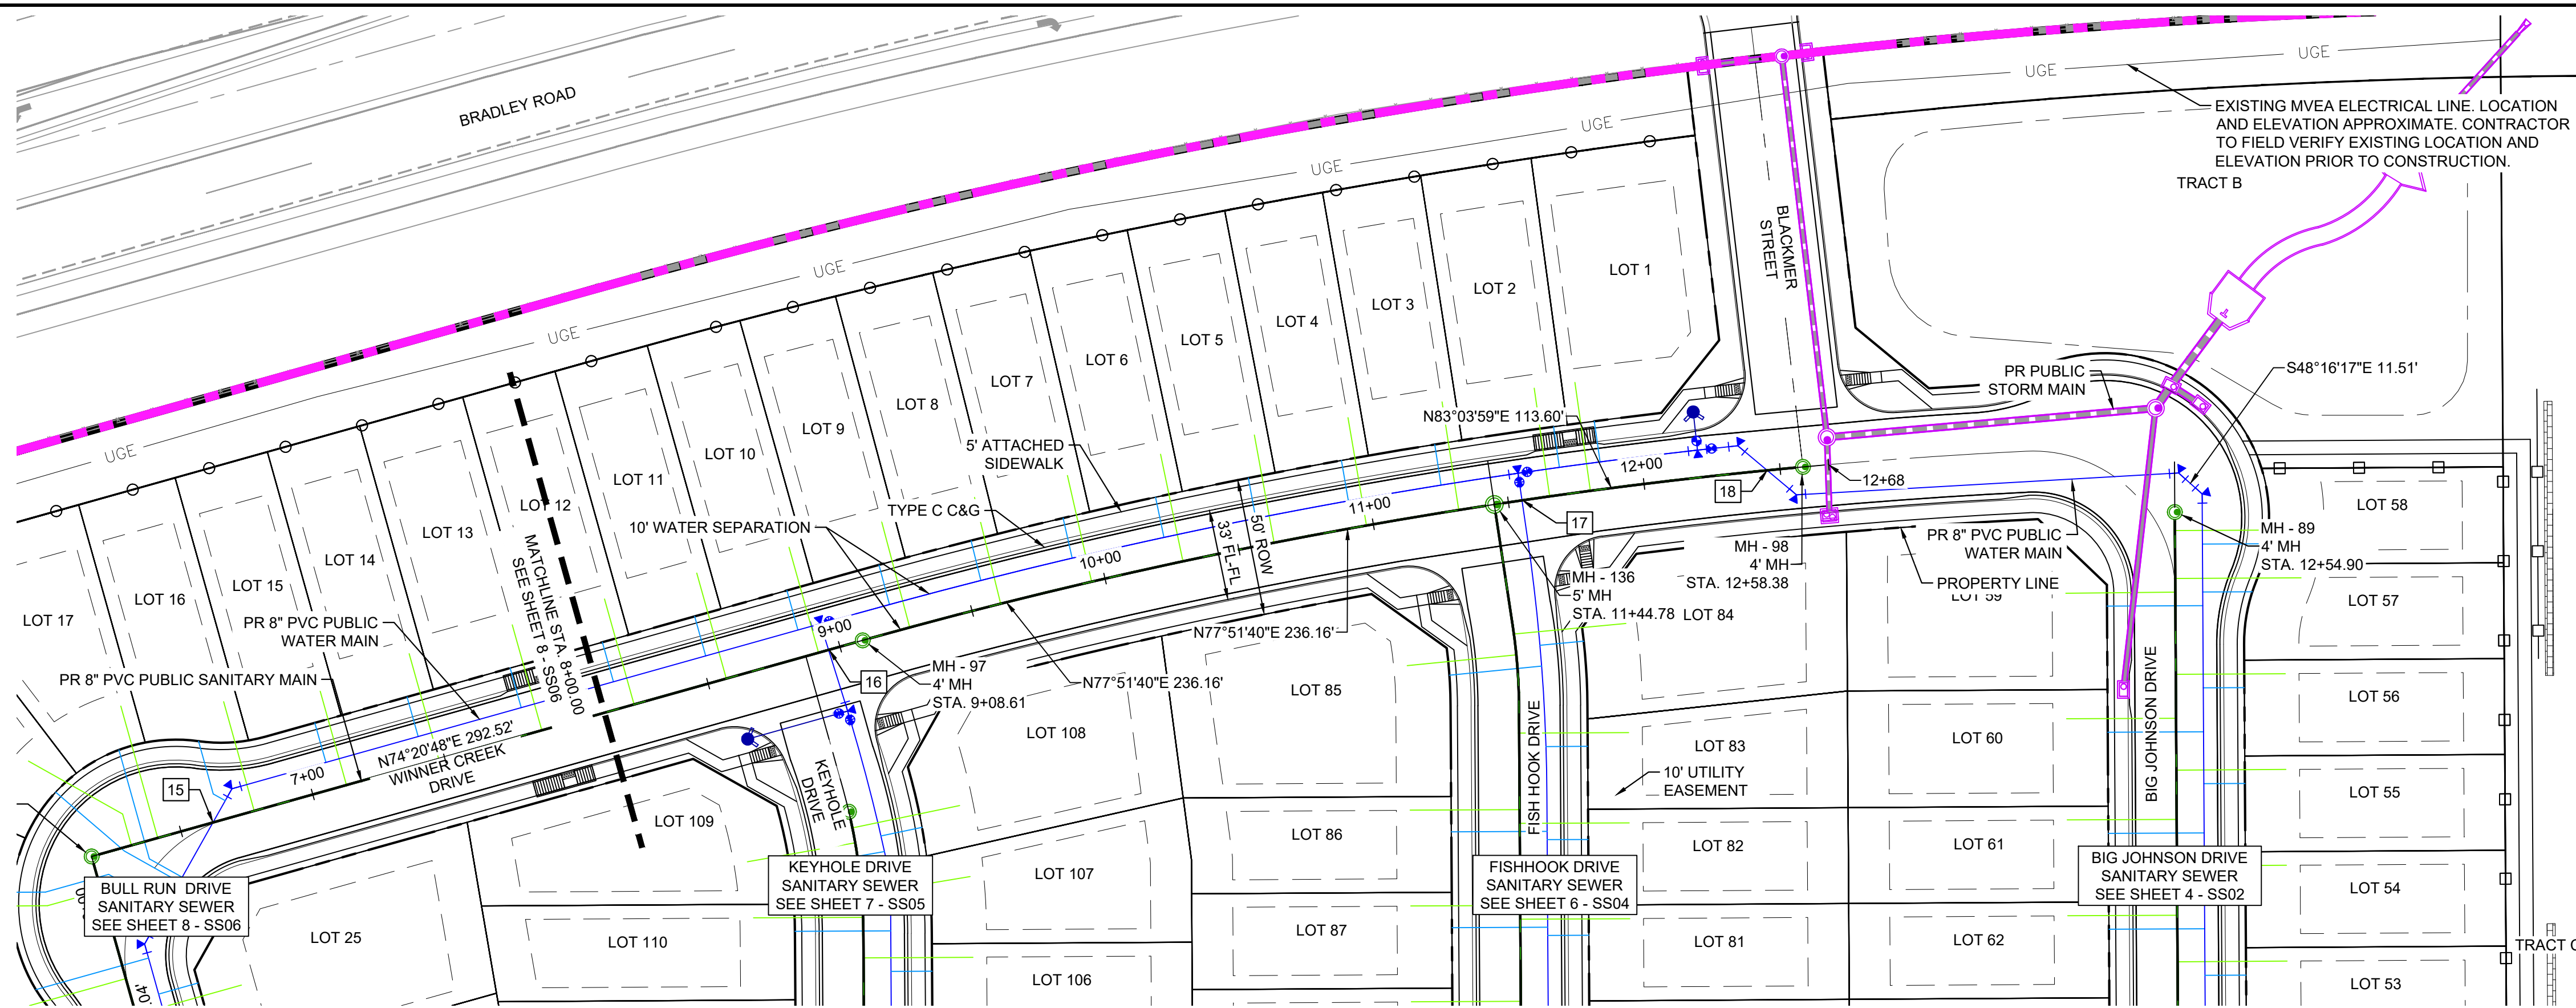 BRADLEY ROAD
UGE
UGE
UGE
UGE
UGE
UGE
EXISTING MVEA ELECTRICAL LINE. LOCATION
AND ELEVATION APPROXIMATE. CONTRACTOR
TO FIELD VERIFY EXISTING LOCATION AND
ELEVATION PRIOR TO CONSTRUCTION.
TRACT B
BLACKMER
STREET
LOT 1
LOT 2
LOT 3
LOT 4
LOT 5
LOT 6
LOT 7
LOT 8
LOT 9
LOT 10
LOT 11
LOT 12
LOT 13
LOT 14
LOT 15
LOT 16
LOT 17
MATCHLINE STA. 8+00.00
SEE SHEET 8 - SS06
5' ATTACHED
SIDEWALK
TYPE C C&G
10' WATER SEPARATION
N83°03'59"E 113.60'
PR PUBLIC
STORM MAIN
S48°16'17"E 11.51'
PR 8" PVC PUBLIC
WATER MAIN
PR 8" PVC PUBLIC SANITARY MAIN
7+00
9+00
10+00
11+00
12+00
12+68
50' ROW
33' FL-FL
15
16
17
18
N74°20'48"E 292.52'
WINNER CREEK
DRIVE
MH - 97
4' MH
STA. 9+08.61
N77°51'40"E 236.16'
N77°51'40"E 236.16'
MH - 136
5' MH
STA. 11+44.78
MH - 98
4' MH
STA. 12+58.38
PR 8" PVC PUBLIC
WATER MAIN
PROPERTY LINE
MH - 89
4' MH
STA. 12+54.90
LOT 58
LOT 57
LOT 56
LOT 55
LOT 54
LOT 53
LOT 59
LOT 60
LOT 61
LOT 62
LOT 84
LOT 83
LOT 82
LOT 81
10' UTILITY
EASEMENT
LOT 85
LOT 86
LOT 87
LOT 108
LOT 107
LOT 106
LOT 109
LOT 110
LOT 25
KEYHOLE
DRIVE
FISH HOOK DRIVE
BIG JOHNSON DRIVE
BULL RUN DRIVE
SANITARY SEWER
SEE SHEET 8 - SS06
KEYHOLE DRIVE
SANITARY SEWER
SEE SHEET 7 - SS05
FISHHOOK DRIVE
SANITARY SEWER
SEE SHEET 6 - SS04
BIG JOHNSON DRIVE
SANITARY SEWER
SEE SHEET 4 - SS02
TRACT
.04'